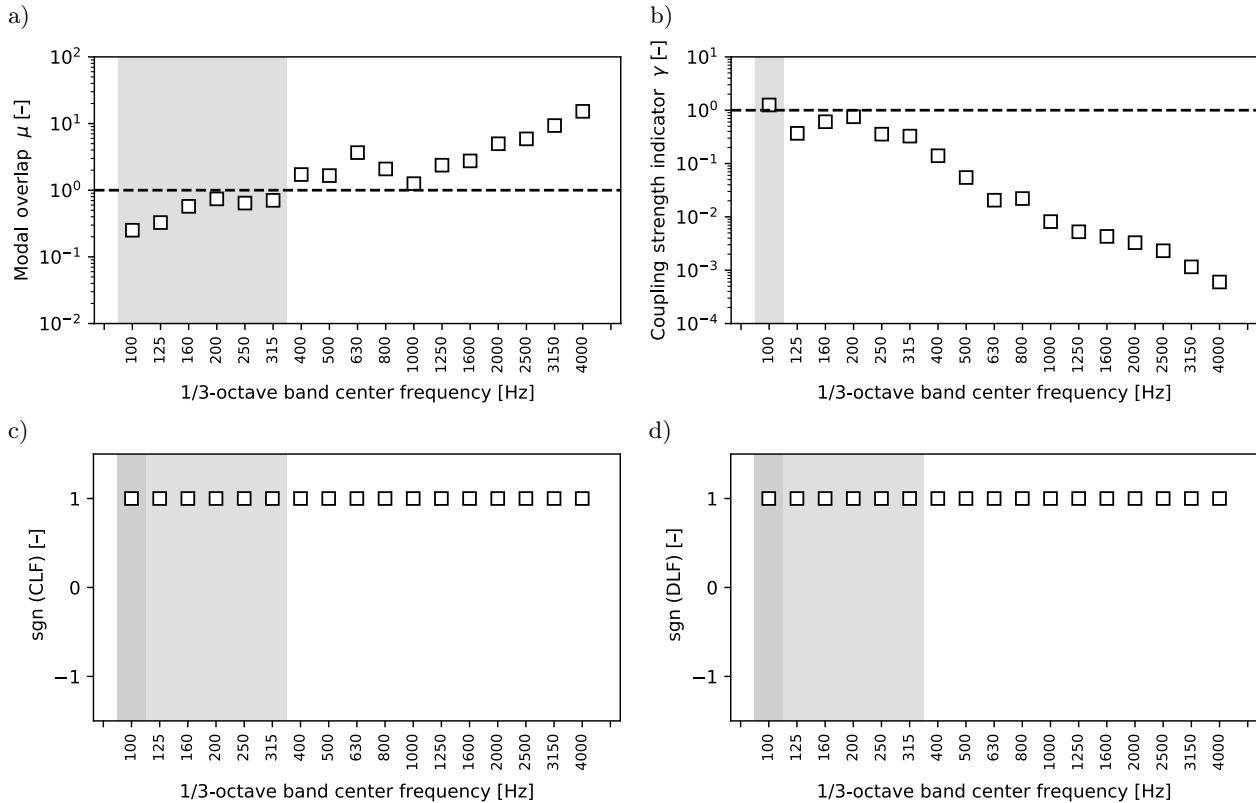 a)
Modal overlap μ [–]
10²
10¹
10⁰
10⁻¹
10⁻²
100 125 160 200 250 315 400 500 630 800 1000 1250 1600 2000 2500 3150 4000
1/3-octave band center frequency [Hz]
b)
Coupling strength indicator γ [–]
10¹
10⁰
10⁻¹
10⁻²
10⁻³
10⁻⁴
100 125 160 200 250 315 400 500 630 800 1000 1250 1600 2000 2500 3150 4000
1/3-octave band center frequency [Hz]
c)
sgn (CLF) [–]
1
0
−1
100 125 160 200 250 315 400 500 630 800 1000 1250 1600 2000 2500 3150 4000
1/3-octave band center frequency [Hz]
d)
sgn (DLF) [–]
1
0
−1
100 125 160 200 250 315 400 500 630 800 1000 1250 1600 2000 2500 3150 4000
1/3-octave band center frequency [Hz]